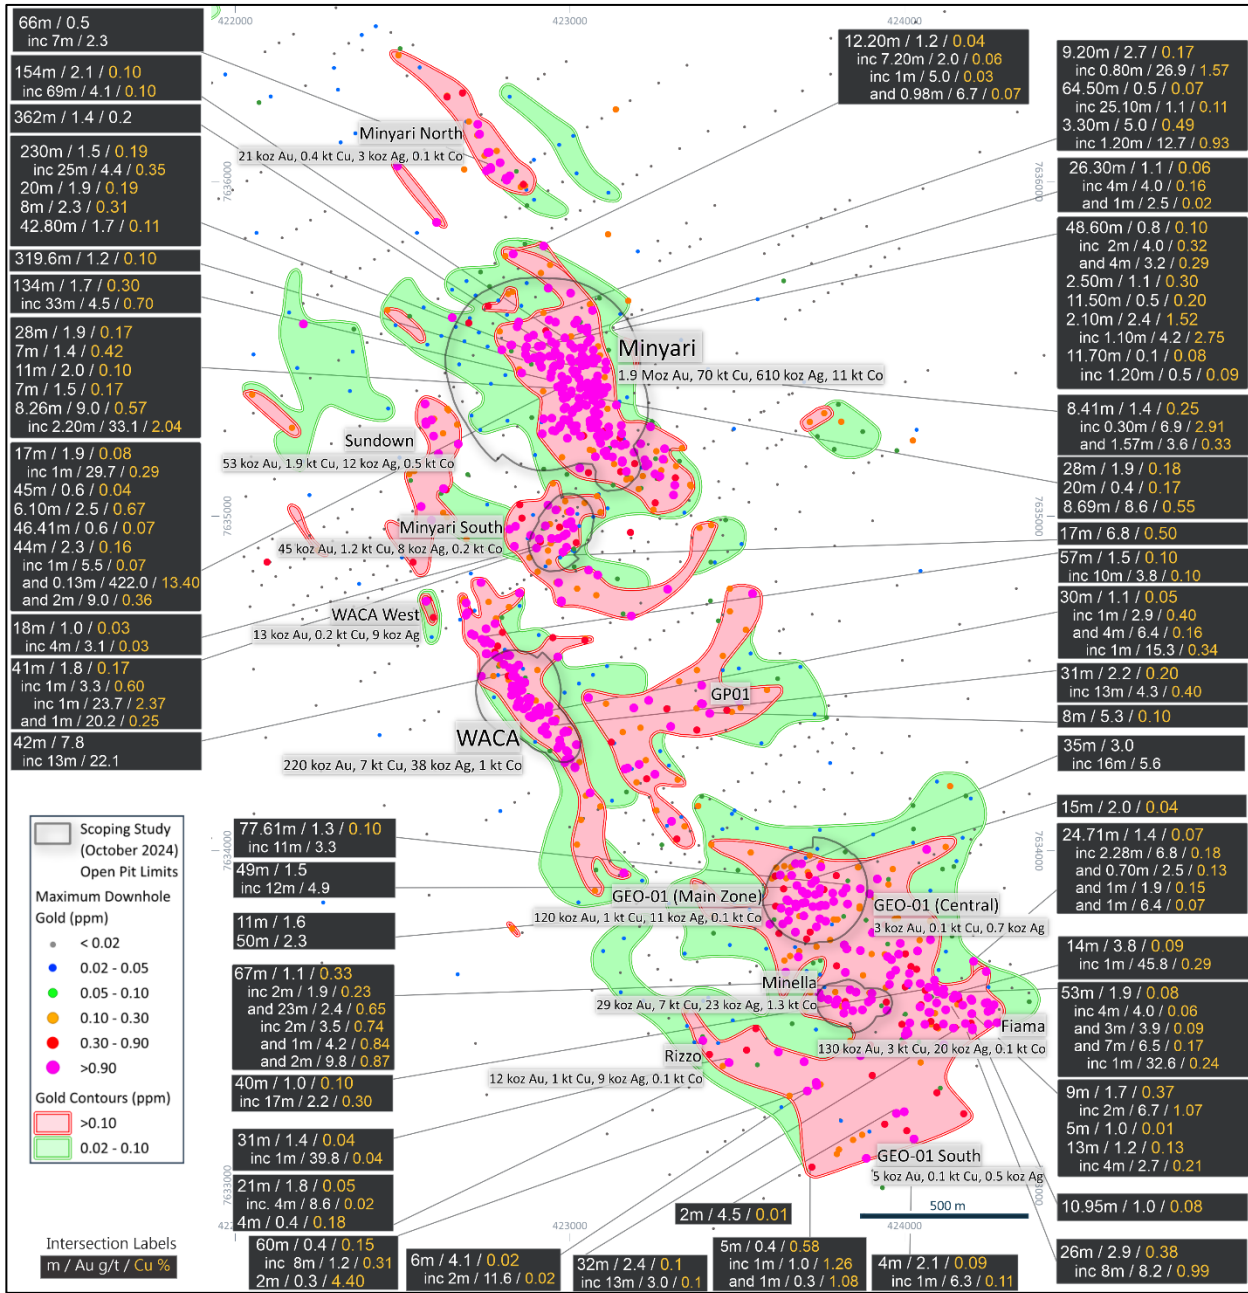 422000
423000
424000
66m / 0.5
inc 7m / 2.3
154m / 2.1 / 0.10
inc 69m / 4.1 / 0.10
362m / 1.4 / 0.2
230m / 1.5 / 0.19
inc 25m / 4.4 / 0.35
20m / 1.9 / 0.19
8m / 2.3 / 0.31
42.80m / 1.7 / 0.11
319.6m / 1.2 / 0.10
134m / 1.7 / 0.30
inc 33m / 4.5 / 0.70
28m / 1.9 / 0.17
7m / 1.4 / 0.42
11m / 2.0 / 0.10
7m / 1.5 / 0.17
8.26m / 9.0 / 0.57
inc 2.20m / 33.1 / 2.04
17m / 1.9 / 0.08
inc 1m / 29.7 / 0.29
45m / 0.6 / 0.04
6.10m / 2.5 / 0.67
46.41m / 0.6 / 0.07
44m / 2.3 / 0.16
inc 1m / 5.5 / 0.07
and 0.13m / 422.0 / 13.40
and 2m / 9.0 / 0.36
18m / 1.0 / 0.03
inc 4m / 3.1 / 0.03
41m / 1.8 / 0.17
inc 1m / 3.3 / 0.60
inc 1m / 23.7 / 2.37
and 1m / 20.2 / 0.25
42m / 7.8
inc 13m / 22.1
12.20m / 1.2 / 0.04
inc 7.20m / 2.0 / 0.06
inc 1m / 5.0 / 0.03
and 0.98m / 6.7 / 0.07
9.20m / 2.7 / 0.17
inc 0.80m / 26.9 / 1.57
64.50m / 0.5 / 0.07
inc 25.10m / 1.1 / 0.11
3.30m / 5.0 / 0.49
inc 1.20m / 12.7 / 0.93
26.30m / 1.1 / 0.06
inc 4m / 4.0 / 0.16
and 1m / 2.5 / 0.02
48.60m / 0.8 / 0.10
inc 2m / 4.0 / 0.32
and 4m / 3.2 / 0.29
2.50m / 1.1 / 0.30
11.50m / 0.5 / 0.20
2.10m / 2.4 / 1.52
inc 1.10m / 4.2 / 2.75
11.70m / 0.1 / 0.08
inc 1.20m / 0.5 / 0.09
8.41m / 1.4 / 0.25
inc 0.30m / 6.9 / 2.91
and 1.57m / 3.6 / 0.33
28m / 1.9 / 0.18
20m / 0.4 / 0.17
8.69m / 8.6 / 0.55
17m / 6.8 / 0.50
57m / 1.5 / 0.10
inc 10m / 3.8 / 0.10
30m / 1.1 / 0.05
inc 1m / 2.9 / 0.40
and 4m / 6.4 / 0.16
inc 1m / 15.3 / 0.34
31m / 2.2 / 0.20
inc 13m / 4.3 / 0.40
8m / 5.3 / 0.10
35m / 3.0
inc 16m / 5.6
15m / 2.0 / 0.04
24.71m / 1.4 / 0.07
inc 2.28m / 6.8 / 0.18
and 0.70m / 2.5 / 0.13
and 1m / 1.9 / 0.15
and 1m / 6.4 / 0.07
14m / 3.8 / 0.09
inc 1m / 45.8 / 0.29
53m / 1.9 / 0.08
inc 4m / 4.0 / 0.06
and 3m / 3.9 / 0.09
and 7m / 6.5 / 0.17
inc 1m / 32.6 / 0.24
9m / 1.7 / 0.37
inc 2m / 6.7 / 1.07
5m / 1.0 / 0.01
13m / 1.2 / 0.13
inc 4m / 2.7 / 0.21
10.95m / 1.0 / 0.08
26m / 2.9 / 0.38
inc 8m / 8.2 / 0.99
7636000
7636000
7635000
7635000
7634000
7634000
7633000
Minyari North
21 koz Au, 0.4 kt Cu, 3 koz Ag, 0.1 kt Co
Minyari
1.9 Moz Au, 70 kt Cu, 610 koz Ag, 11 kt Co
Sundown
53 koz Au, 1.9 kt Cu, 12 koz Ag, 0.5 kt Co
Minyari South
45 koz Au, 1.2 kt Cu, 8 koz Ag, 0.2 kt Co
WACA West
13 koz Au, 0.2 kt Cu, 9 koz Ag
GP01
WACA
220 koz Au, 7 kt Cu, 38 koz Ag, 1 kt Co
GEO-01 (Main Zone)
120 koz Au, 1 kt Cu, 11 koz Ag, 0.1 kt Co
GEO-01 (Central)
3 koz Au, 0.1 kt Cu, 0.7 koz Ag
Minella
29 koz Au, 7 kt Cu, 23 koz Ag, 1.3 kt Co
Fiama
130 koz Au, 3 kt Cu, 20 koz Ag, 0.1 kt Co
Rizzo
12 koz Au, 1 kt Cu, 9 koz Ag, 0.1 kt Co
GEO-01 South
5 koz Au, 0.1 kt Cu, 0.5 koz Ag
500 m
Scoping Study
(October 2024)
Open Pit Limits
Maximum Downhole
Gold (ppm)
< 0.02
0.02 - 0.05
0.05 - 0.10
0.10 - 0.30
0.30 - 0.90
>0.90
Gold Contours (ppm)
>0.10
0.02 - 0.10
Intersection Labels
m / Au g/t / Cu %
77.61m / 1.3 / 0.10
inc 11m / 3.3
49m / 1.5
inc 12m / 4.9
11m / 1.6
50m / 2.3
67m / 1.1 / 0.33
inc 2m / 1.9 / 0.23
and 23m / 2.4 / 0.65
inc 2m / 3.5 / 0.74
and 1m / 4.2 / 0.84
and 2m / 9.8 / 0.87
40m / 1.0 / 0.10
inc 17m / 2.2 / 0.30
31m / 1.4 / 0.04
inc 1m / 39.8 / 0.04
21m / 1.8 / 0.05
inc. 4m / 8.6 / 0.02
4m / 0.4 / 0.18
60m / 0.4 / 0.15
inc 8m / 1.2 / 0.31
2m / 0.3 / 4.40
6m / 4.1 / 0.02
inc 2m / 11.6 / 0.02
2m / 4.5 / 0.01
32m / 2.4 / 0.1
inc 13m / 3.0 / 0.1
5m / 0.4 / 0.58
inc 1m / 1.0 / 1.26
and 1m / 0.3 / 1.08
4m / 2.1 / 0.09
inc 1m / 6.3 / 0.11
423000
424000